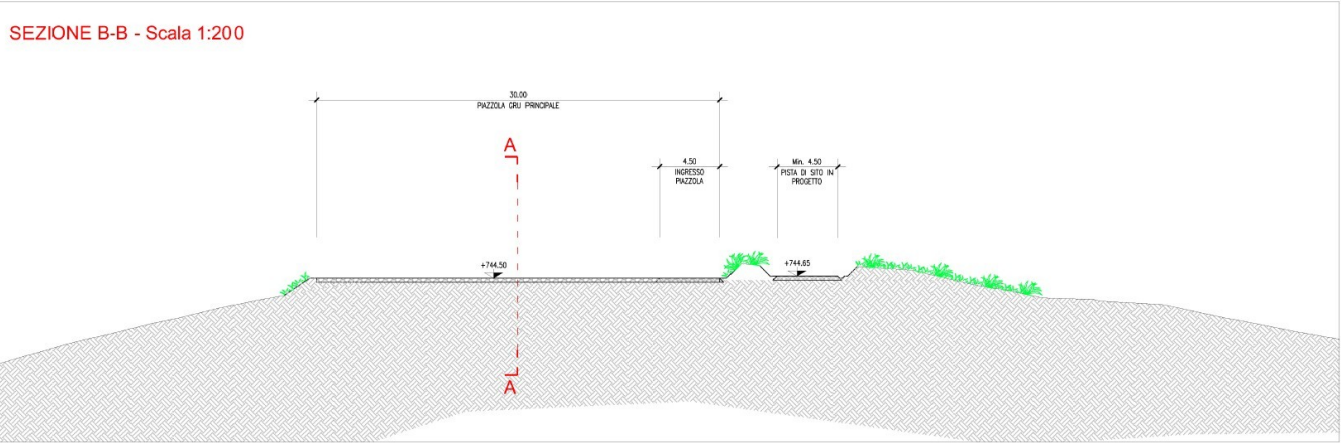 SEZIONE B-B - Scala 1:200
30.00
PIAZZOLA GRU PRINCIPALE
A
4.50
INGRESSO
PIAZZOLA
Min. 4.50
PISTA DI SITO IN
PROGETTO
+744.50
+744.65
A